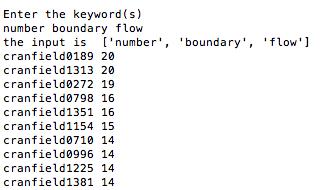 Enter the keyword(s)
number boundary flow
the input is  ['number', 'boundary', 'flow']
cranfield0189 20
cranfield1313 20
cranfield0272 19
cranfield0798 16
cranfield1351 16
cranfield1154 15
cranfield0710 14
cranfield0996 14
cranfield1225 14
cranfield1381 14